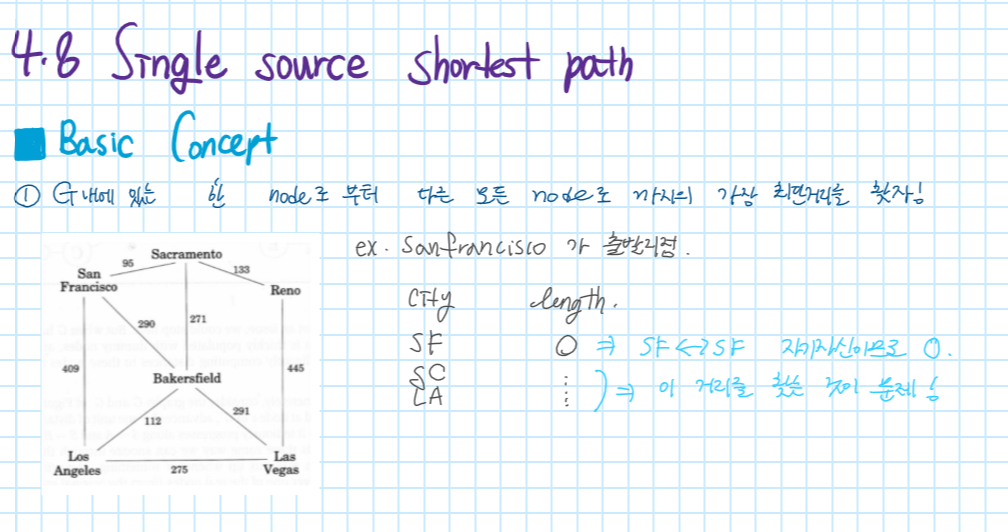 4.8 Single source shortest path
Basic Concept
① G내에 있는 한 node로 부터 다른 모든 node로 까지의 가장 최단거리를 찾자!
ex. Sanfrancisco 가 출발지점.
City length.
SF 0 ⇒ SF↔SF 자기자신이므로 0.
SC
LA ⋮ ) ⇒ 이 거리를 찾는 것이 문제!
Sacramento
95
133
San
Francisco
Reno
290
271
409
445
Bakersfield
291
112
Los
Angeles
275
Las
Vegas